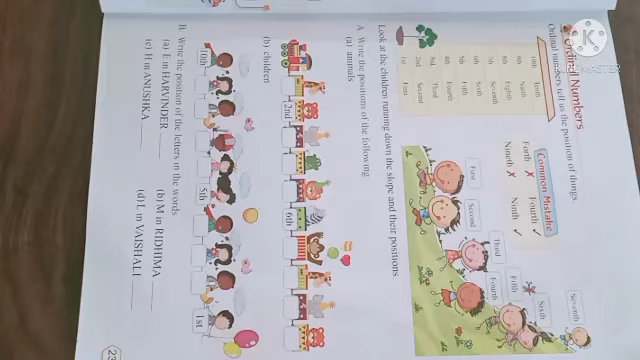 Ordinal Numbers
Ordinal numbers tell us the position of things
10th Tenth
9th Ninth
8th Eighth
7th Seventh
6th Sixth
5th Fifth
4th Fourth
3rd Third
2nd Second
1st First
Common Mistake
Forth ✗ Fourth ✓
Nineth ✗ Ninth ✓
First
Second
Third
Fourth
Fifth
Sixth
Seventh
Look at the children running down the slope and their positions
A Write the positions of the following
(a) animals
2nd
6th
(b) children
10th
5th
1st
B Write the position of the letters in the words
(a) E in HARVINDER
(b) M in RIDHIMA
(c) H in ANUSHKA
(d) L in VAISHALI
23
K
MASTER